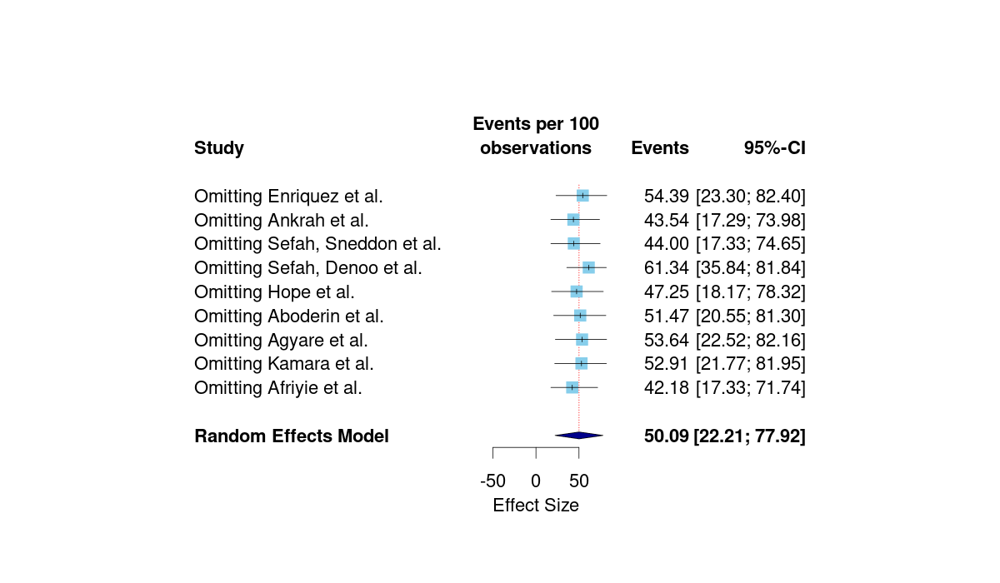 Events per 100
Study observations Events 95%-CI
Omitting Enriquez et al. 54.39 [23.30; 82.40]
Omitting Ankrah et al. 43.54 [17.29; 73.98]
Omitting Sefah, Sneddon et al. 44.00 [17.33; 74.65]
Omitting Sefah, Denoo et al. 61.34 [35.84; 81.84]
Omitting Hope et al. 47.25 [18.17; 78.32]
Omitting Aboderin et al. 51.47 [20.55; 81.30]
Omitting Agyare et al. 53.64 [22.52; 82.16]
Omitting Kamara et al. 52.91 [21.77; 81.95]
Omitting Afriyie et al. 42.18 [17.33; 71.74]
Random Effects Model 50.09 [22.21; 77.92]
-50 0 50
Effect Size